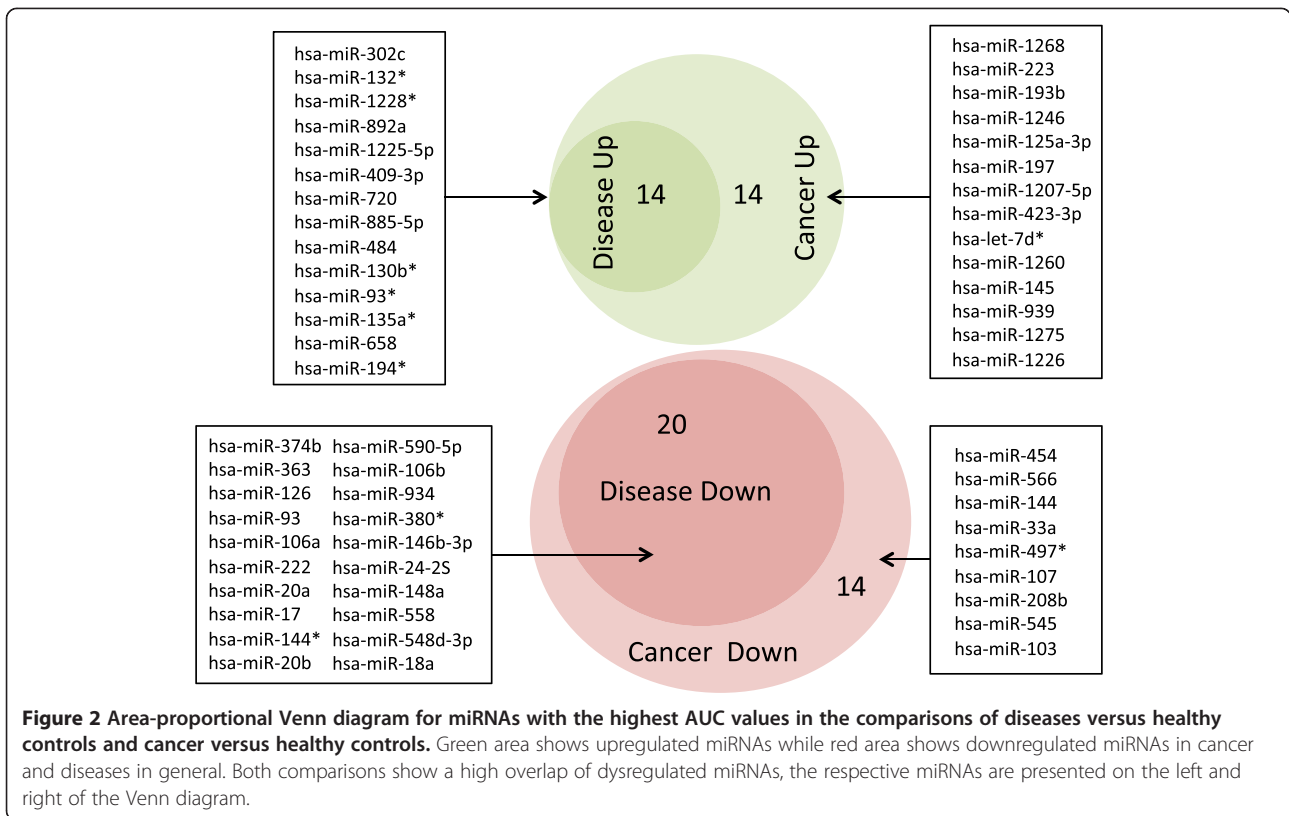 hsa-miR-302c
hsa-miR-132*
hsa-miR-1228*
hsa-miR-892a
hsa-miR-1225-5p
hsa-miR-409-3p
hsa-miR-720
hsa-miR-885-5p
hsa-miR-484
hsa-miR-130b*
hsa-miR-93*
hsa-miR-135a*
hsa-miR-658
hsa-miR-194*
Disease Up
14
14
Cancer Up
hsa-miR-1268
hsa-miR-223
hsa-miR-193b
hsa-miR-1246
hsa-miR-125a-3p
hsa-miR-197
hsa-miR-1207-5p
hsa-miR-423-3p
hsa-let-7d*
hsa-miR-1260
hsa-miR-145
hsa-miR-939
hsa-miR-1275
hsa-miR-1226
hsa-miR-374b hsa-miR-590-5p
hsa-miR-363 hsa-miR-106b
hsa-miR-126 hsa-miR-934
hsa-miR-93 hsa-miR-380*
hsa-miR-106a hsa-miR-146b-3p
hsa-miR-222 hsa-miR-24-2S
hsa-miR-20a hsa-miR-148a
hsa-miR-17 hsa-miR-558
hsa-miR-144* hsa-miR-548d-3p
hsa-miR-20b hsa-miR-18a
20
Disease Down
14
Cancer Down
hsa-miR-454
hsa-miR-566
hsa-miR-144
hsa-miR-33a
hsa-miR-497*
hsa-miR-107
hsa-miR-208b
hsa-miR-545
hsa-miR-103
Figure 2 Area-proportional Venn diagram for miRNAs with the highest AUC values in the comparisons of diseases versus healthy
controls and cancer versus healthy controls. Green area shows upregulated miRNAs while red area shows downregulated miRNAs in cancer
and diseases in general. Both comparisons show a high overlap of dysregulated miRNAs, the respective miRNAs are presented on the left and
right of the Venn diagram.